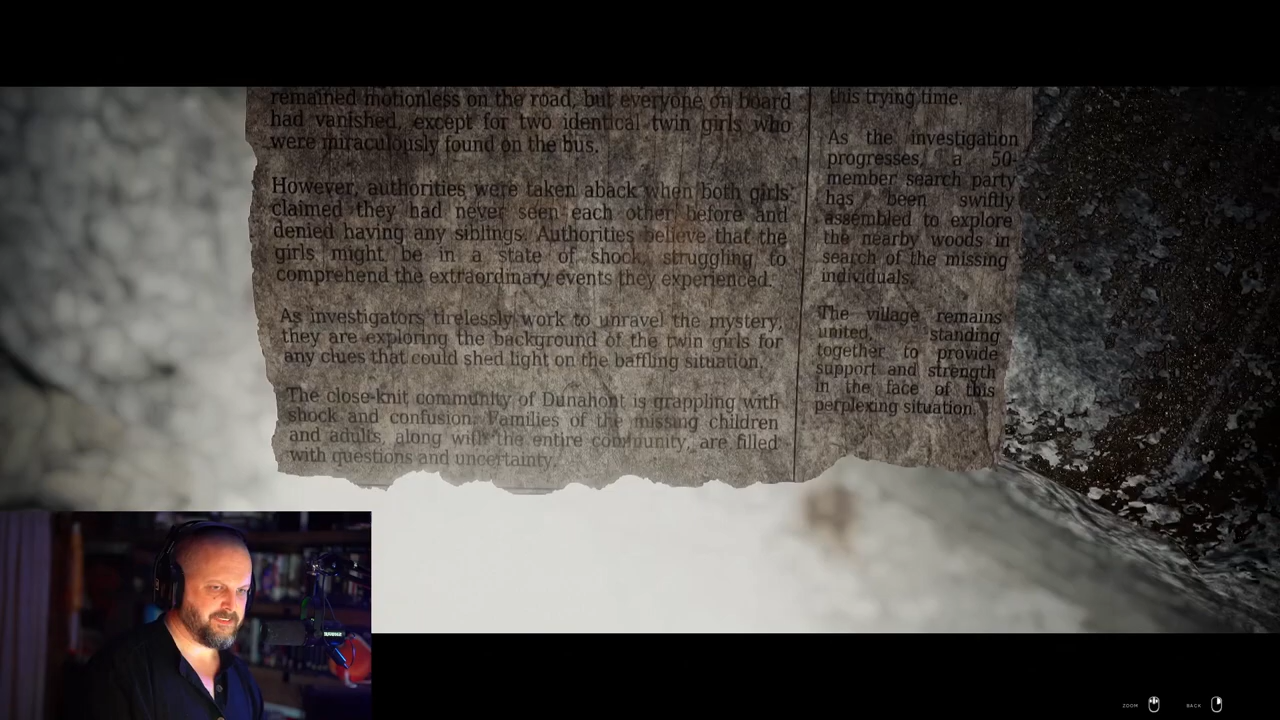 remained motionless on the road, but everyone on board
had vanished, except for two identical twin girls who
were miraculously found on the bus.
However, authorities were taken aback when both girls
claimed they had never seen each other before and
denied having any siblings. Authorities believe that the
girls might be in a state of shock, struggling to
comprehend the extraordinary events they experienced.
As investigators tirelessly work to unravel the mystery,
they are exploring the background of the twin girls for
any clues that could shed light on the baffling situation.
The close-knit community of Dunahont is grappling with
shock and confusion. Families of the missing children
and adults, along with the entire community, are filled
with questions and uncertainty.
this trying time.
As the investigation
progresses, a 50-
member search party
has been swiftly
assembled to explore
the nearby woods in
search of the missing
individuals.
The village remains
united, standing
together to provide
support and strength
in the face of this
perplexing situation.
ZOOM
BACK